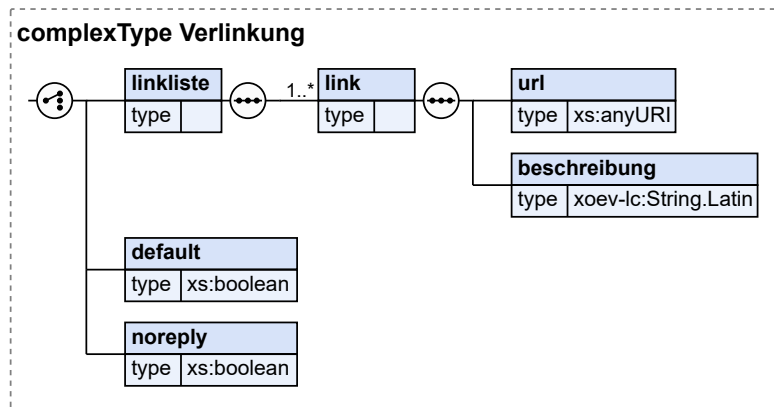 complexType Verlinkung
linkliste
type
1..*
link
type
url
type xs:anyURI
beschreibung
type xoev-lc:String.Latin
default
type xs:boolean
noreply
type xs:boolean